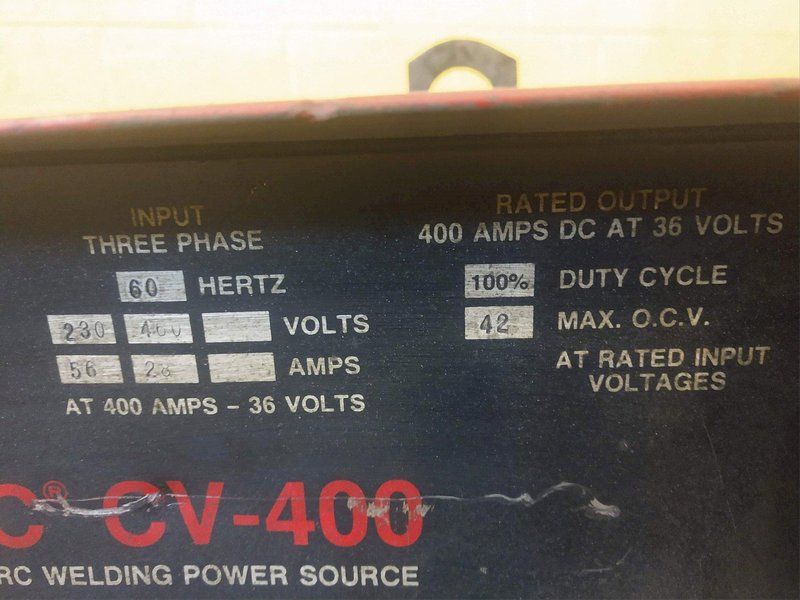 INPUT
THREE PHASE
60 HERTZ
230 VOLTS
56 28 AMPS
AT 400 AMPS - 36 VOLTS
RATED OUTPUT
400 AMPS DC AT 36 VOLTS
100% DUTY CYCLE
42 MAX. O.C.V.
AT RATED INPUT
VOLTAGES
C® CV-400
RC WELDING POWER SOURCE